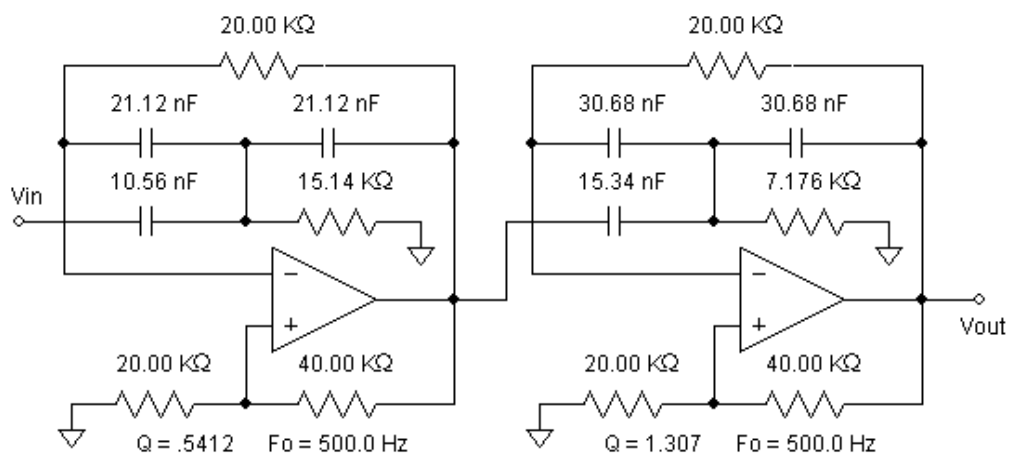 20.00 KΩ 20.00 KΩ
21.12 nF 21.12 nF 30.68 nF 30.68 nF
10.56 nF 15.14 KΩ 15.34 nF 7.176 KΩ
Vin
−
+
−
+
Vout
20.00 KΩ 40.00 KΩ 20.00 KΩ 40.00 KΩ
Q = .5412 Fo = 500.0 Hz Q = 1.307 Fo = 500.0 Hz